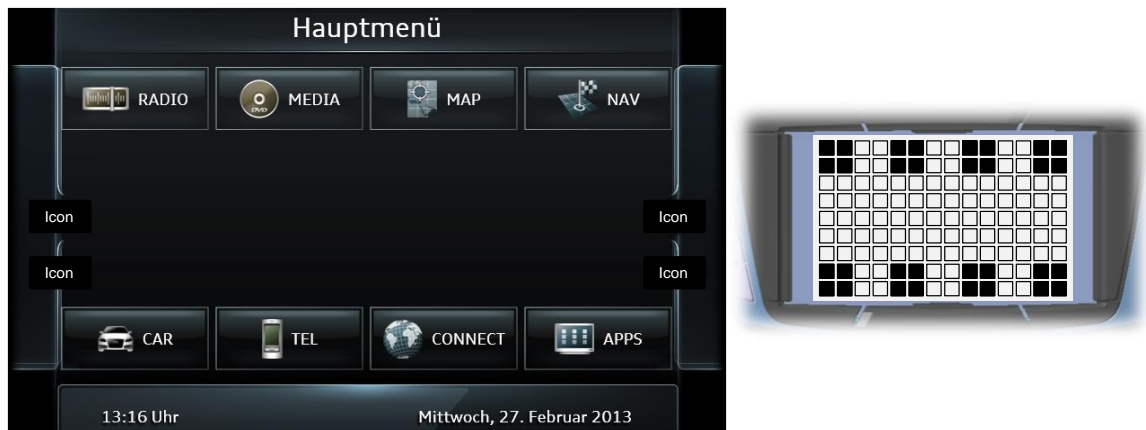 Hauptmenü
RADIO MEDIA MAP NAV
DVD
Icon Icon
Icon Icon
CAR TEL CONNECT APPS
13:16 Uhr Mittwoch, 27. Februar 2013